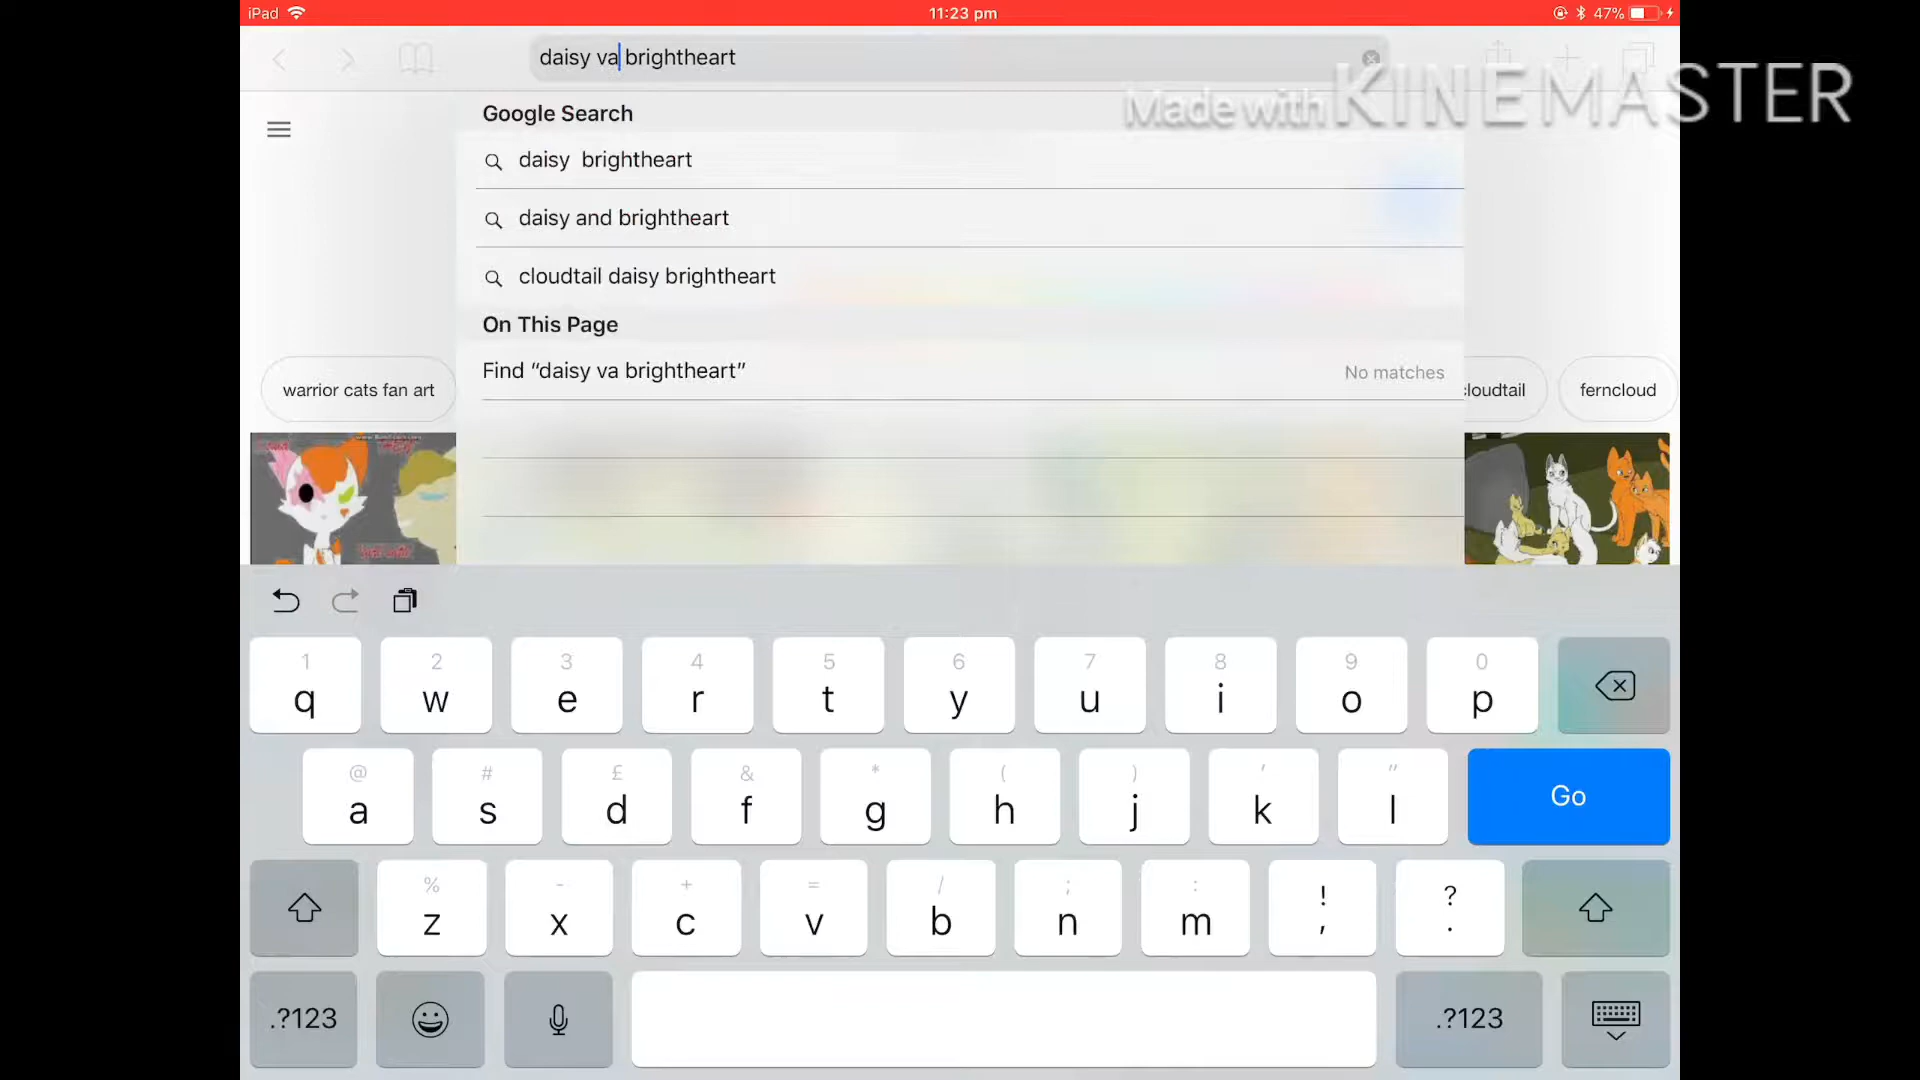 iPad 11:23 pm 47%
daisy va brightheart
Made with KINEMASTER
Google Search
daisy  brightheart
daisy and brightheart
cloudtail daisy brightheart
On This Page
Find “daisy va brightheart” No matches
warrior cats fan art
cloudtail
ferncloud
1 2 3 4 5 6 7 8 9 0
q w e r t y u i o p
@ # £ & * ( ) ' "
a s d f g h j k l Go
% - + = / ; : ! ?
z x c v b n m , .
.?123 .?123